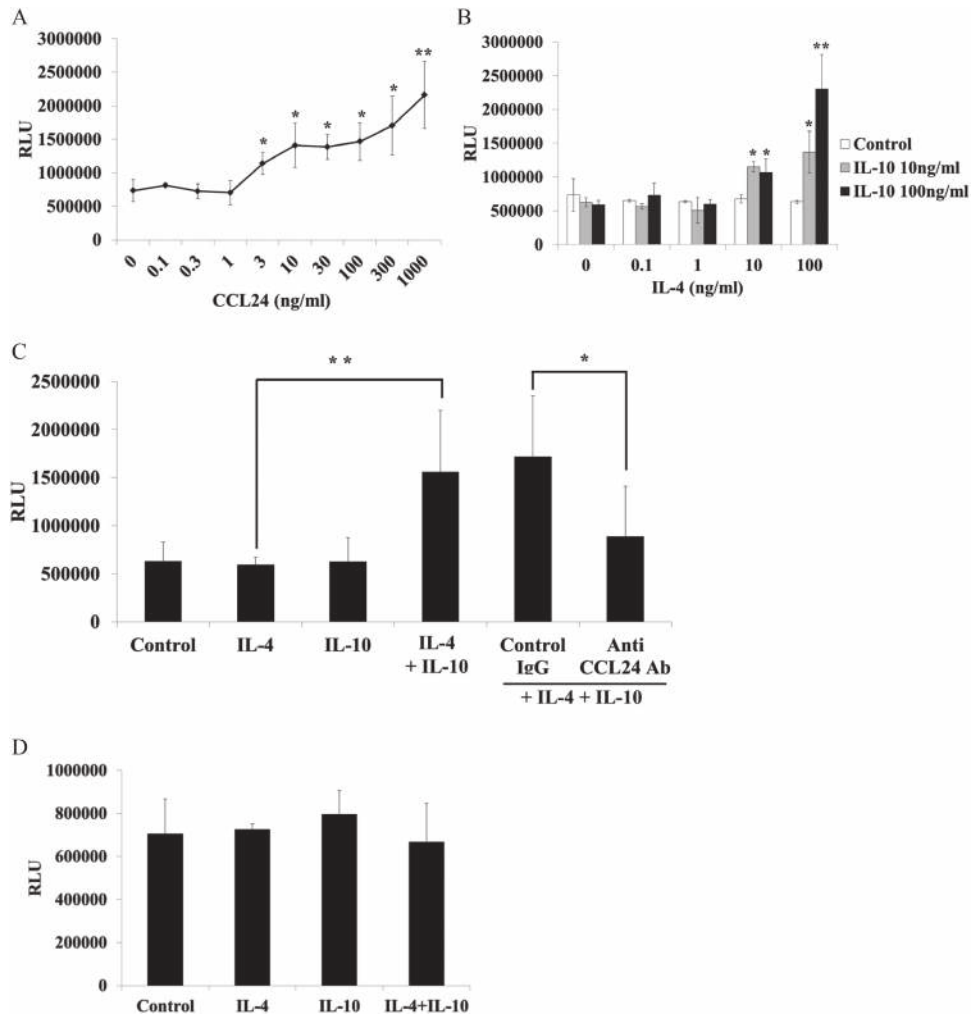 A
3000000
2500000
2000000
1500000
1000000
500000
0
RLU
* * * * * **
0 0.1 0.3 1 3 10 30 100 300 1000
CCL24 (ng/ml)
B
3000000
2500000
2000000
1500000
1000000
500000
0
RLU
* * * **
Control
IL-10 10ng/ml
IL-10 100ng/ml
0 0.1 1 10 100
IL-4 (ng/ml)
C
2500000
2000000
1500000
1000000
500000
0
RLU
* *
*
Control IL-4 IL-10 IL-4 Control Anti
+ IL-10 IgG CCL24 Ab
+ IL-4 + IL-10
D
1000000
800000
600000
400000
200000
0
RLU
Control IL-4 IL-10 IL-4+IL-10